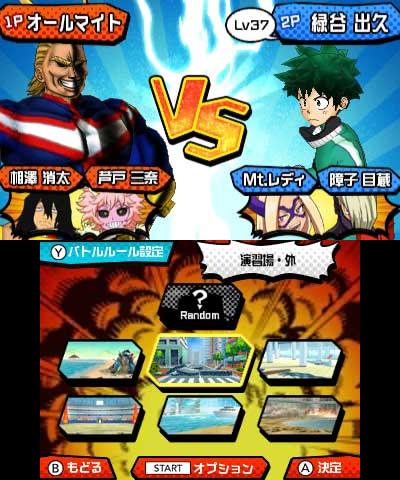 1P オールマイト
Lv37 2P 緑谷 出久
VS
相澤 消太 芦戸 三奈
Mt.レディ 障子 目蔵
Ⓨバトルルール設定
演習場・外
?
Random
Ⓑ もどる START オプション Ⓐ 決定